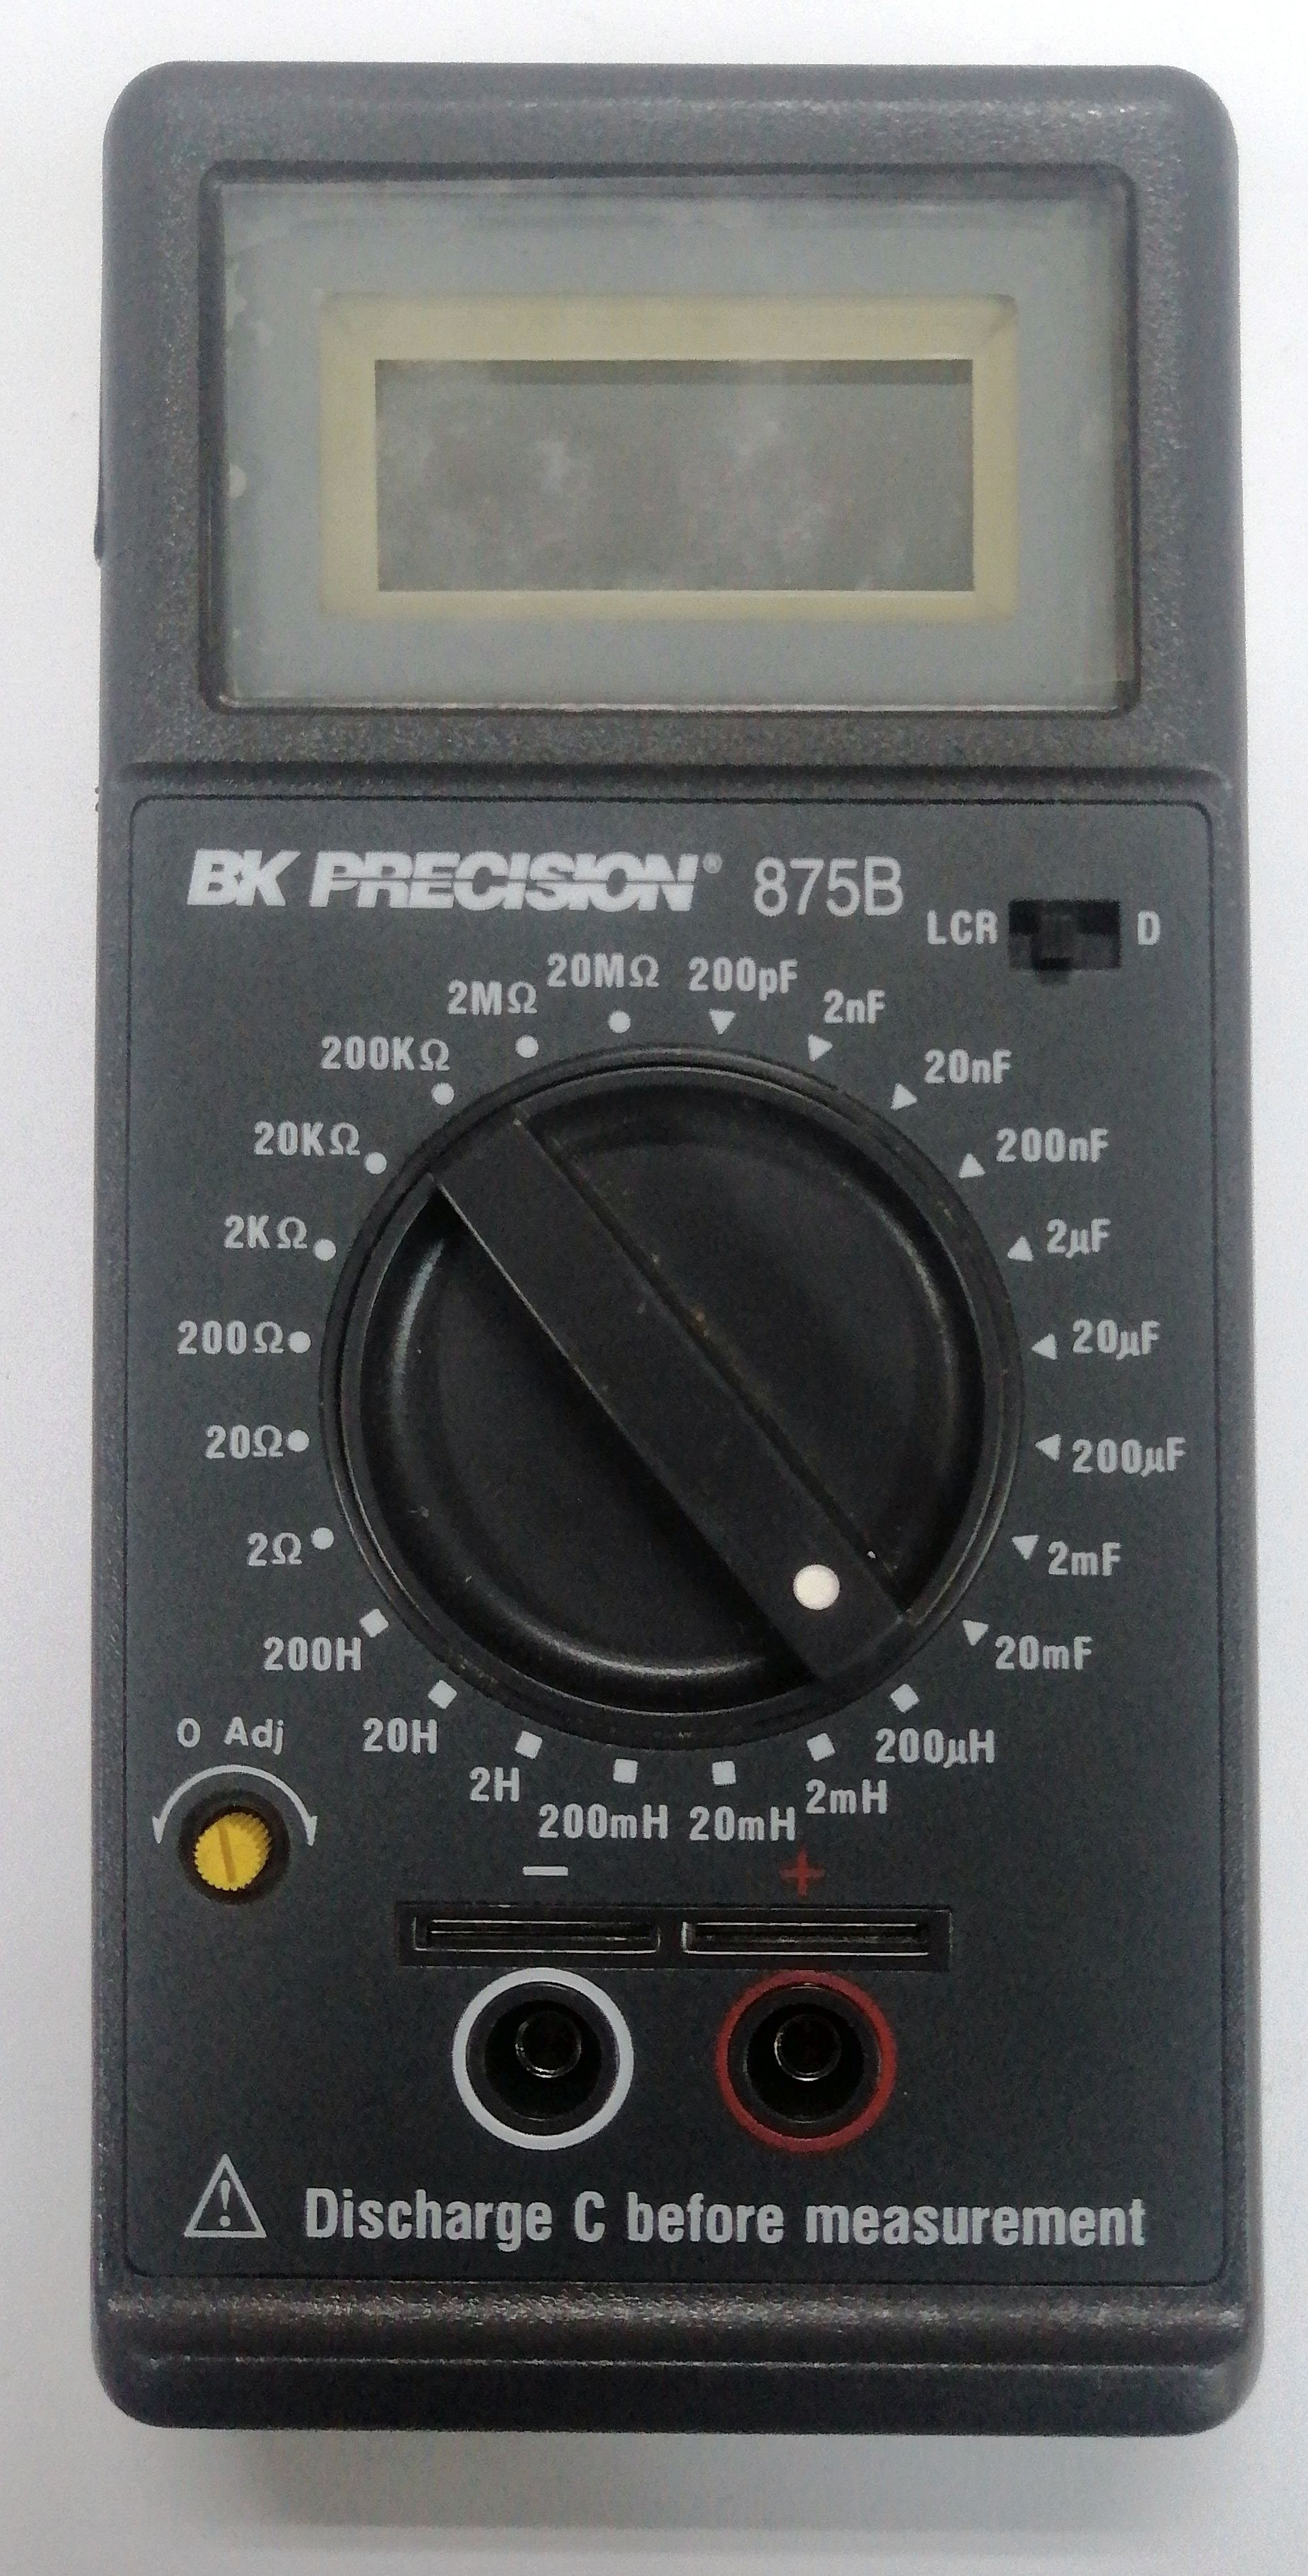 BK PRECISION® 875B
LCR D
20MΩ 200pF
2MΩ 2nF
200KΩ 20nF
20KΩ 200nF
2KΩ 2µF
200Ω 20µF
20Ω 200µF
2Ω 2mF
200H 20mF
0 Adj 20H 200µH
2H 2mH
200mH 20mH
− +
Discharge C before measurement